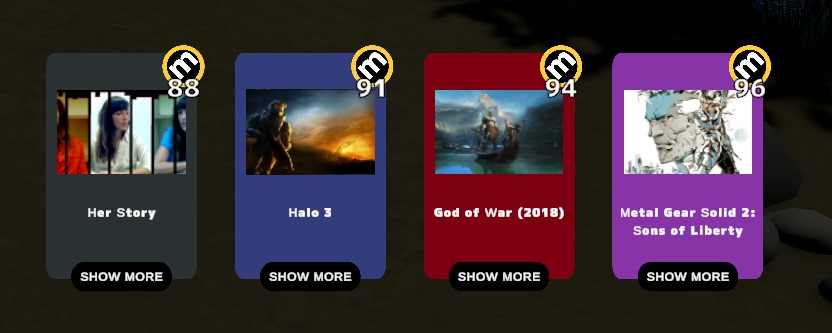 m 88
m 91
m 94
m 96
Her Story
Halo 3
God of War (2018)
Metal Gear Solid 2:
Sons of Liberty
SHOW MORE
SHOW MORE
SHOW MORE
SHOW MORE